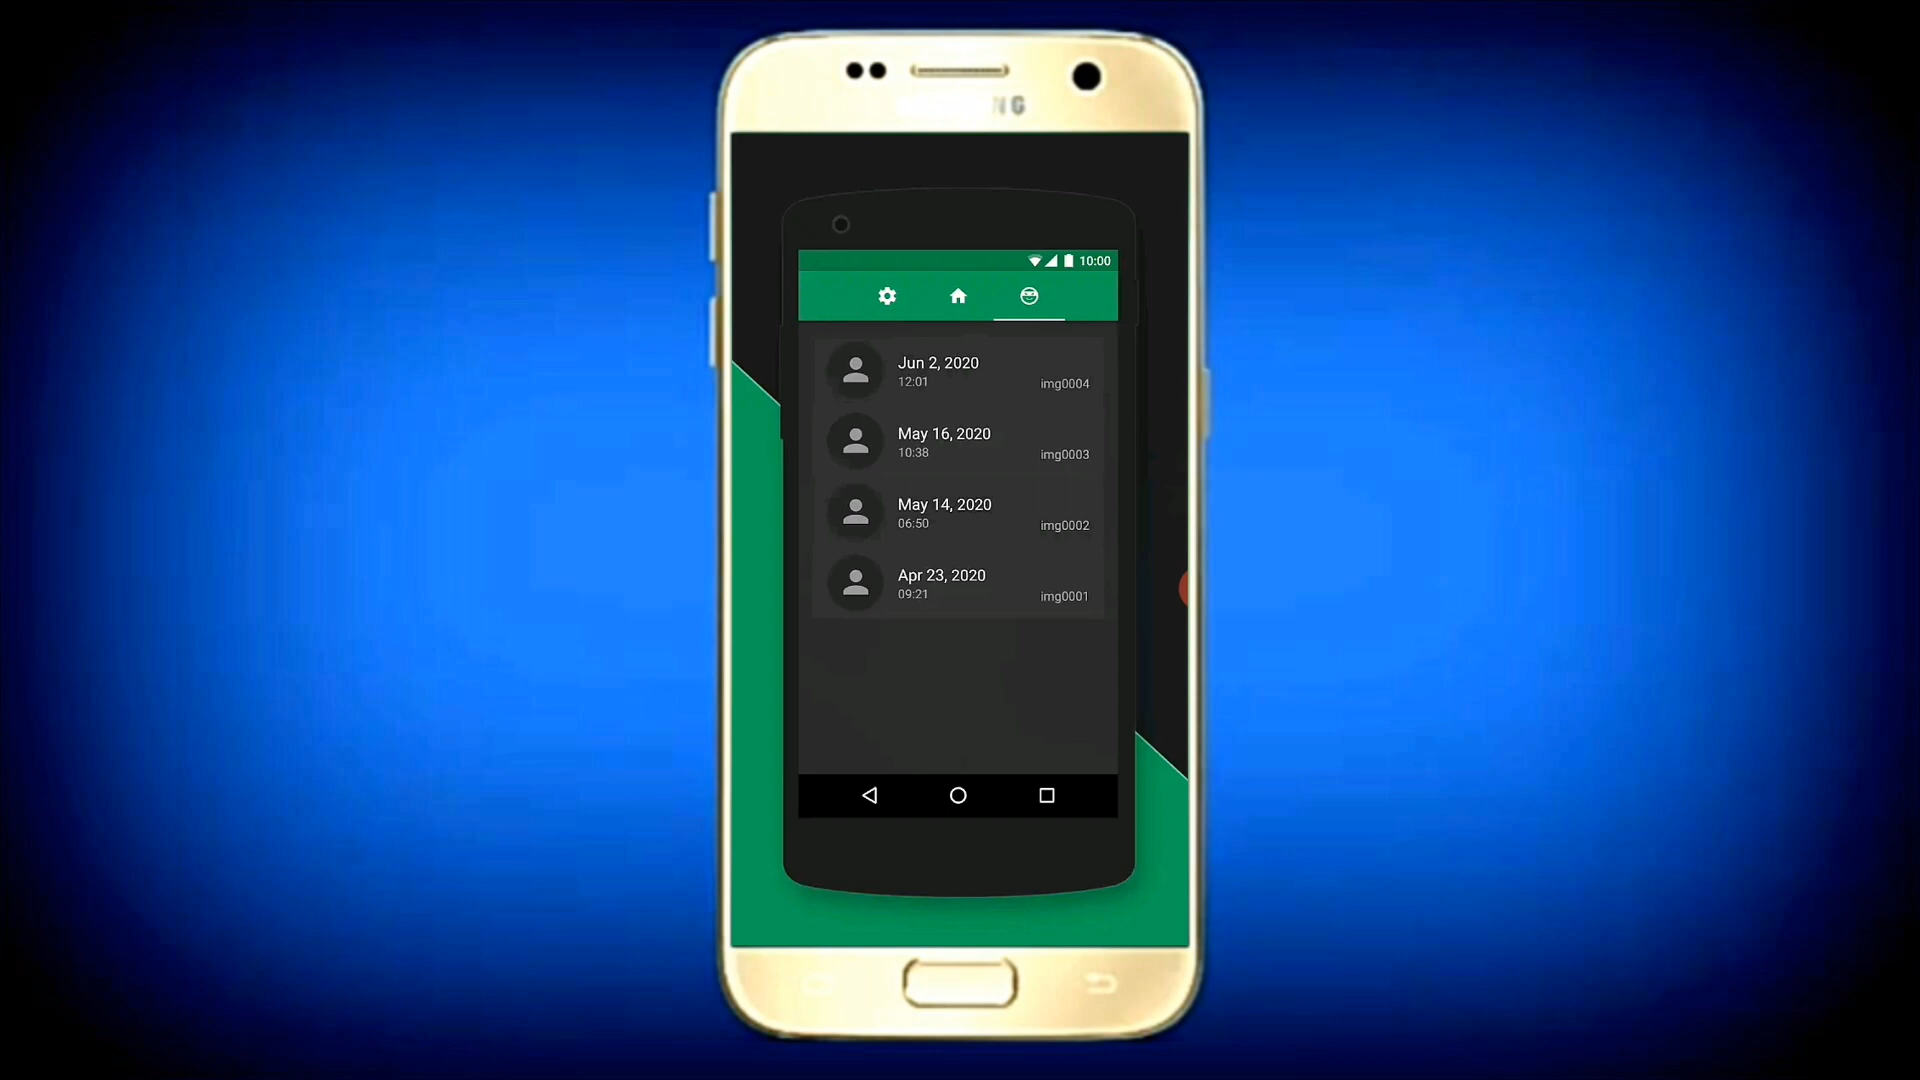 10:00
Jun 2, 2020
12:01
img0004
May 16, 2020
10:38
img0003
May 14, 2020
06:50
img0002
Apr 23, 2020
09:21
img0001